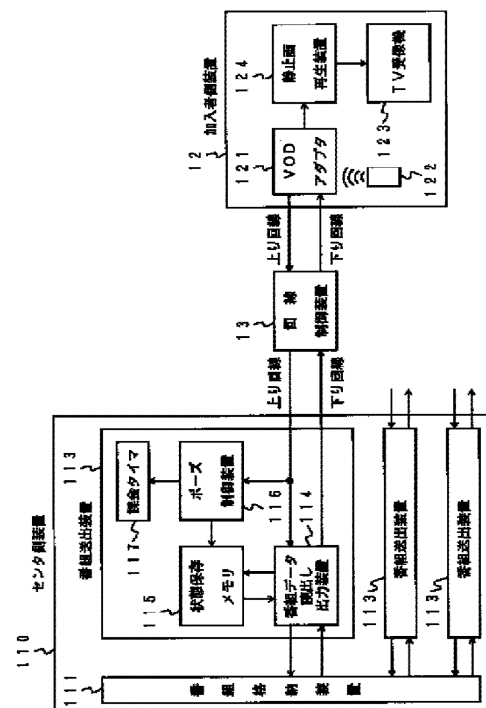 110
センタ側装置
111
番組格納装置
番組送出装置
113
117
課金タイマ
115
状態保存
メモリ
ポーズ
制御装置
116
番組データ
読出し
出力装置
114
113
番組送出装置
113
番組送出装置
上り回線
下り回線
13
回線
制御装置
上り回線
下り回線
12
加入者側装置
121
VOD
アダプタ
122
124
静止画
再生装置
TV受像機
123